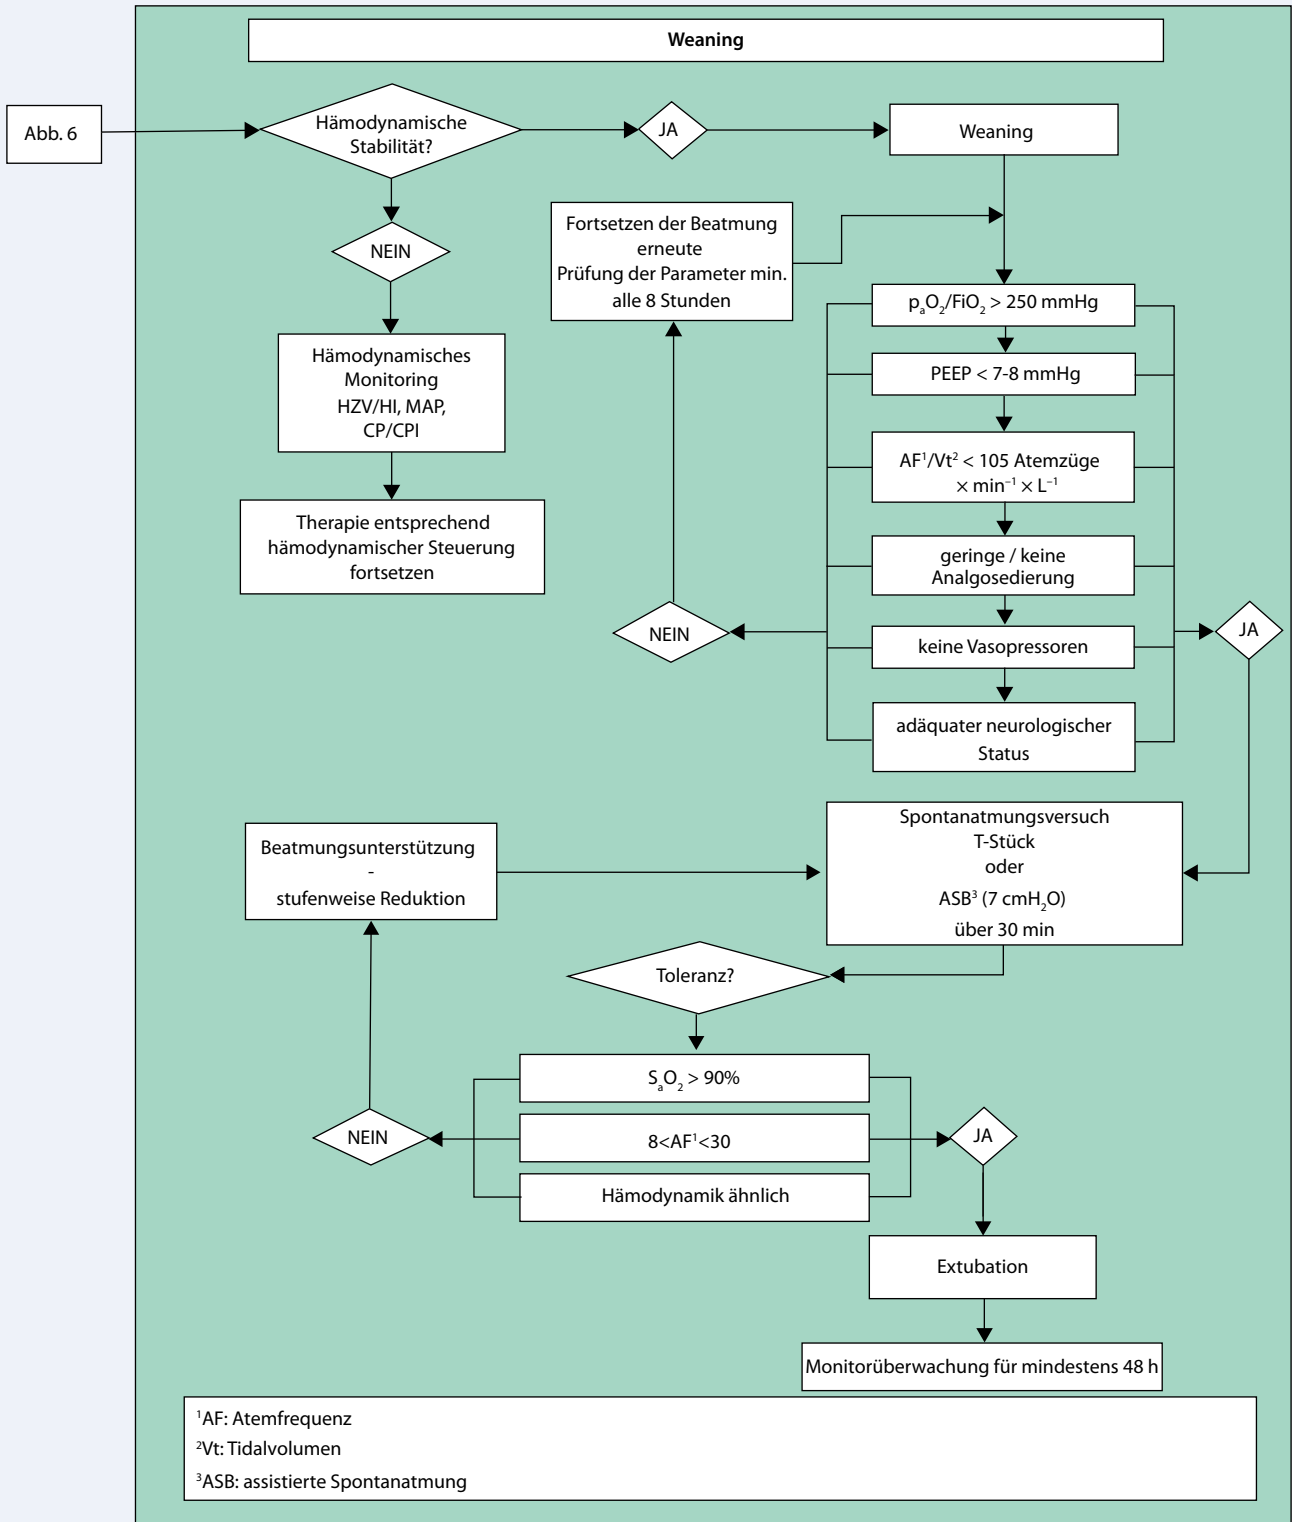 Weaning
Abb. 6
Hämodynamische
Stabilität?
JA
Weaning
NEIN
Fortsetzen der Beatmung
erneute
Prüfung der Parameter min.
alle 8 Stunden
Hämodynamisches
Monitoring
HZV/HI, MAP,
CP/CPI
Therapie entsprechend
hämodynamischer Steuerung
fortsetzen
pₐO₂/FiO₂ > 250 mmHg
PEEP < 7-8 mmHg
AF¹/Vt² < 105 Atemzüge
× min⁻¹ × L⁻¹
geringe / keine
Analgosedierung
keine Vasopressoren
adäquater neurologischer
Status
NEIN
JA
Spontanatmungsversuch
T-Stück
oder
ASB³ (7 cmH₂O)
über 30 min
Beatmungsunterstützung
-
stufenweise Reduktion
Toleranz?
SₐO₂ > 90%
8<AF¹<30
Hämodynamik ähnlich
NEIN
JA
Extubation
Monitorüberwachung für mindestens 48 h
¹AF: Atemfrequenz
²Vt: Tidalvolumen
³ASB: assistierte Spontanatmung